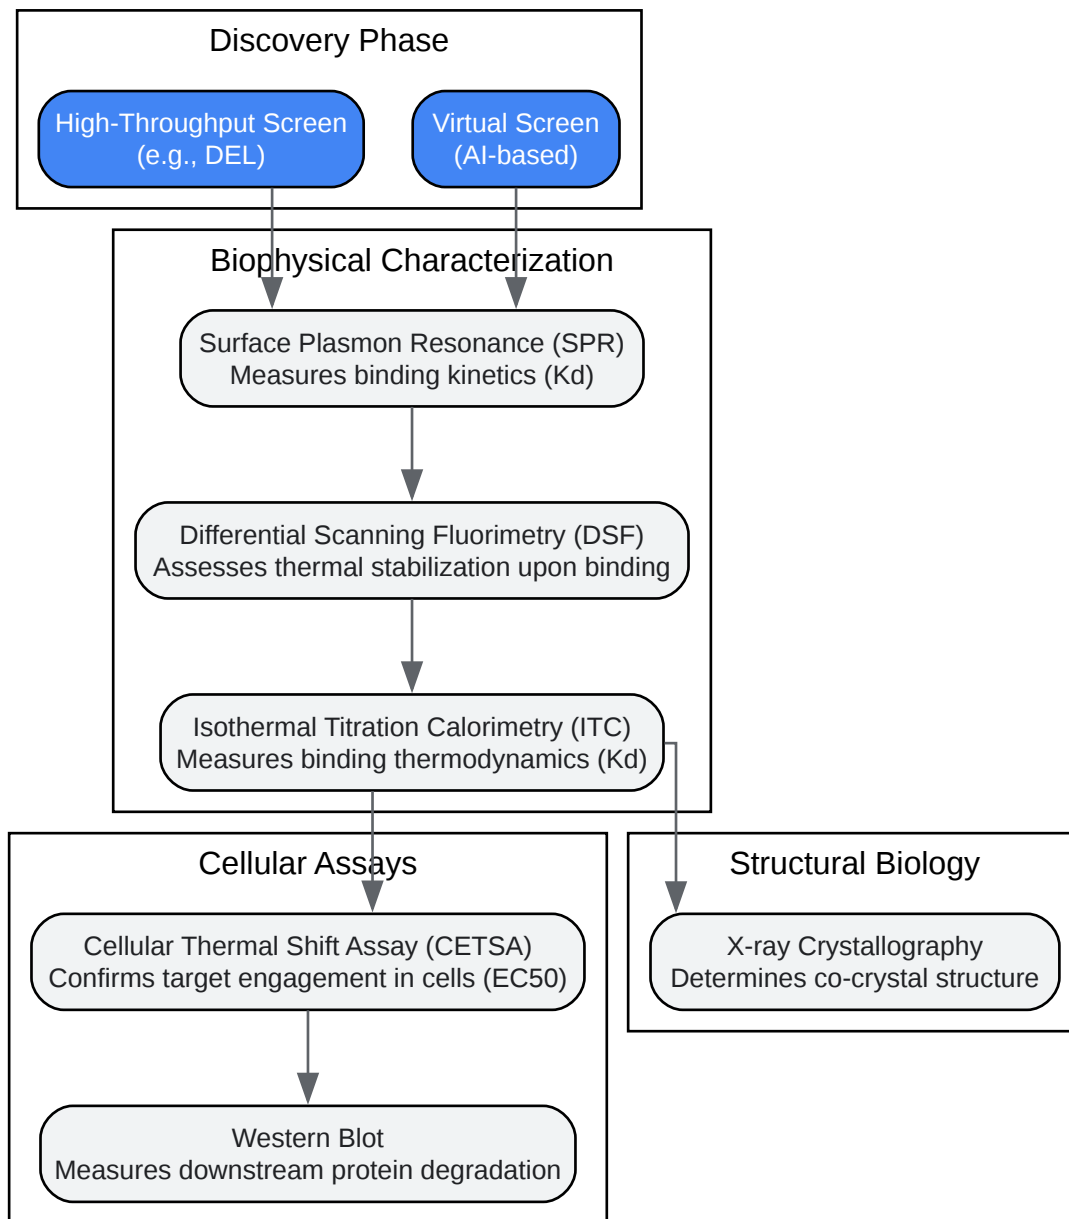 Discovery Phase
High-Throughput Screen
(e.g., DEL)
Virtual Screen
(AI-based)
Biophysical Characterization
Surface Plasmon Resonance (SPR)
Measures binding kinetics (Kd)
Differential Scanning Fluorimetry (DSF)
Assesses thermal stabilization upon binding
Isothermal Titration Calorimetry (ITC)
Measures binding thermodynamics (Kd)
Cellular Assays
Cellular Thermal Shift Assay (CETSA)
Confirms target engagement in cells (EC50)
Western Blot
Measures downstream protein degradation
Structural Biology
X-ray Crystallography
Determines co-crystal structure